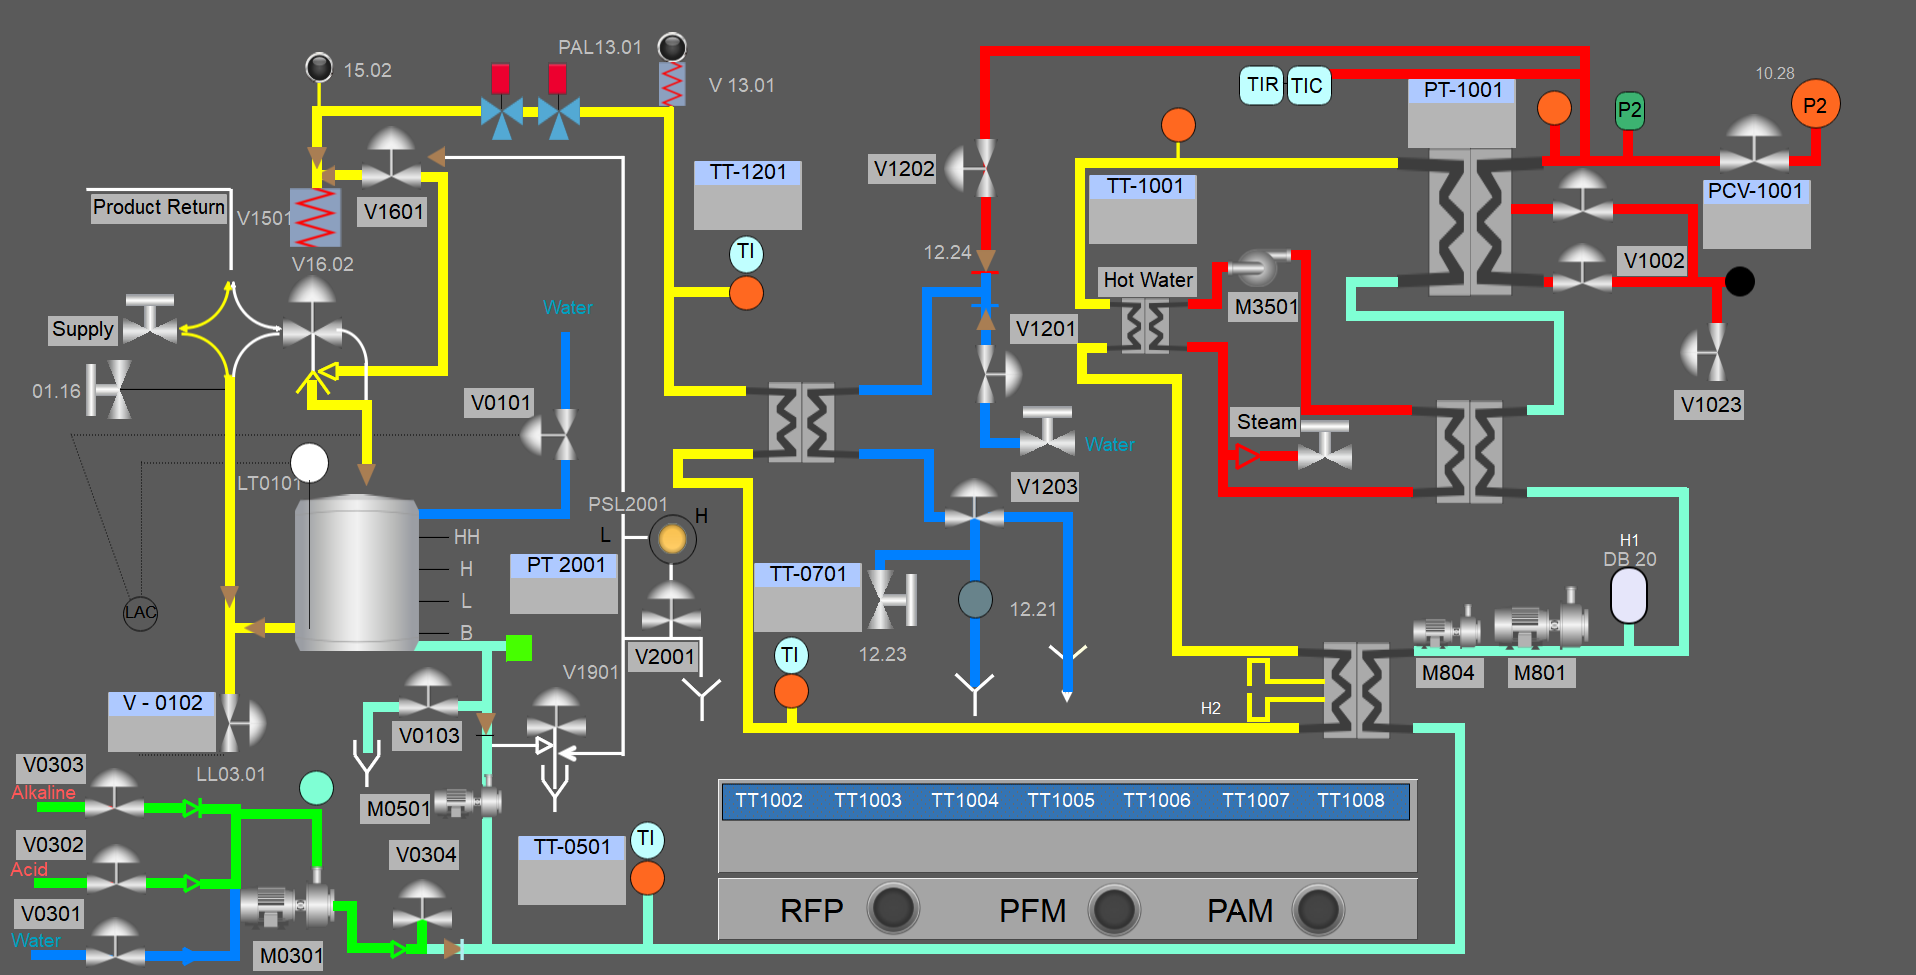 PAL13.01
15.02
V 13.01
TIR
TIC
PT-1001
10.28
P2
P2
V1202
TT-1201
TT-1001
PCV-1001
Product Return
V1501
V1601
TI
12.24
V1002
V16.02
Hot Water
M3501
Water
Supply
V1201
01.16
V0101
Steam
V1023
Water
LT0101
V1203
PSL2001
H
L
HH
H
L
B
H1
DB 20
PT 2001
TT-0701
12.21
LAC
12.23
V2001
TI
V1901
M804
M801
V - 0102
H2
V0103
LL03.01
V0303
Alkaline
M0501
TT1002
TT1003
TT1004
TT1005
TT1006
TT1007
TT1008
V0302
Acid
V0304
TT-0501
TI
V0301
Water
M0301
RFP
PFM
PAM